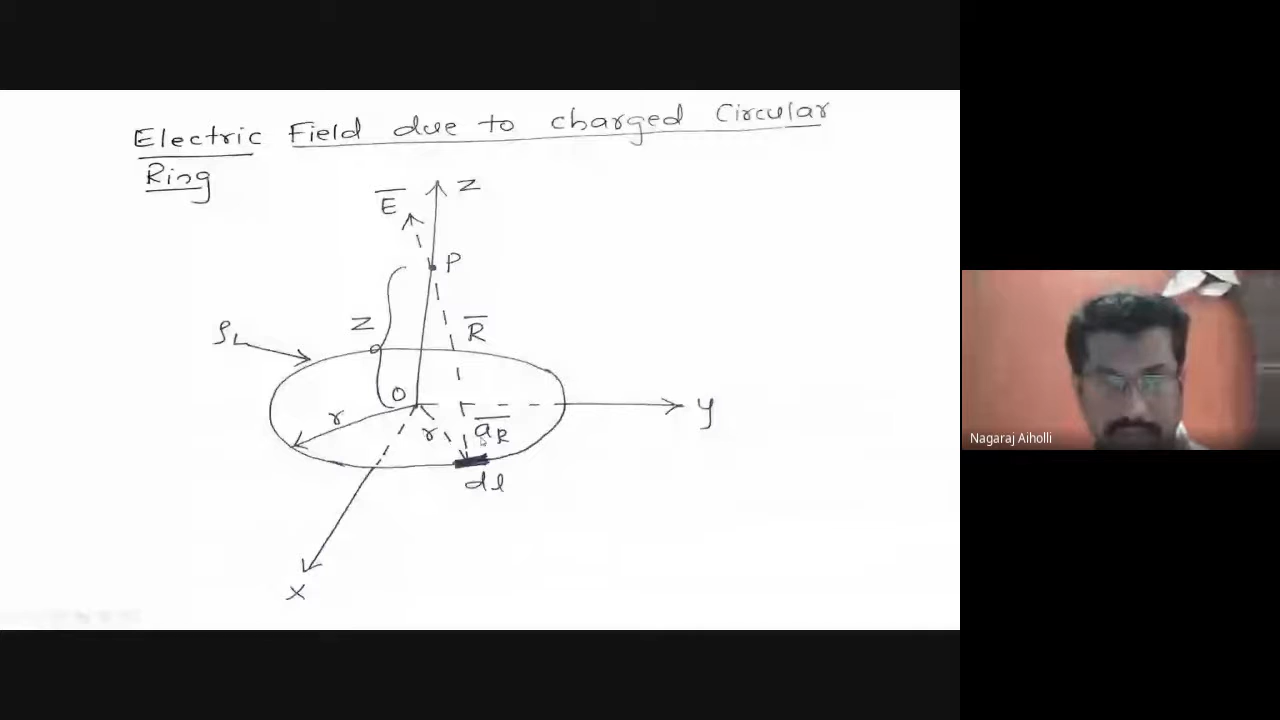 Electric Field due to charged Circular
Ring
E
Z
P
Z
R
ρL
O
y
r
r
aR
dl
x
Nagaraj Aiholli